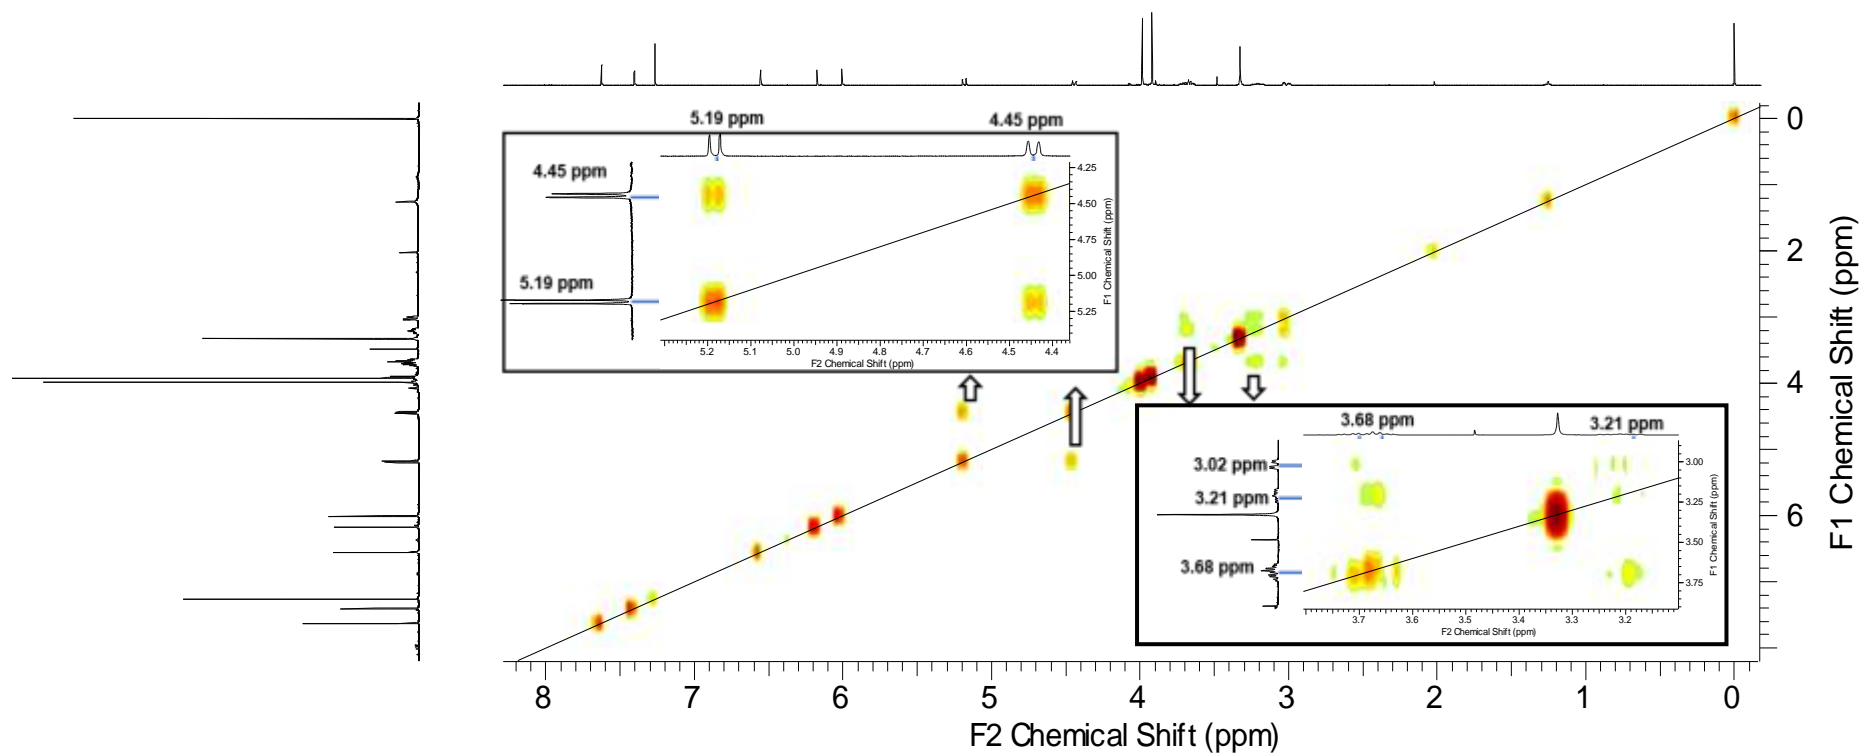 5.19 ppm 4.45 ppm
4.45 ppm
5.19 ppm
4.25
4.50
4.75
5.00
5.25
F1 Chemical Shift (ppm)
5.2 5.1 5.0 4.9 4.8 4.7 4.6 4.5 4.4
F2 Chemical Shift (ppm)
3.68 ppm 3.21 ppm
3.02 ppm
3.21 ppm
3.68 ppm
3.00
3.25
3.50
3.75
F1 Chemical Shift (ppm)
3.7 3.6 3.5 3.4 3.3 3.2
F2 Chemical Shift (ppm)
0
2
4
6
F1 Chemical Shift (ppm)
8 7 6 5 4 3 2 1 0
F2 Chemical Shift (ppm)